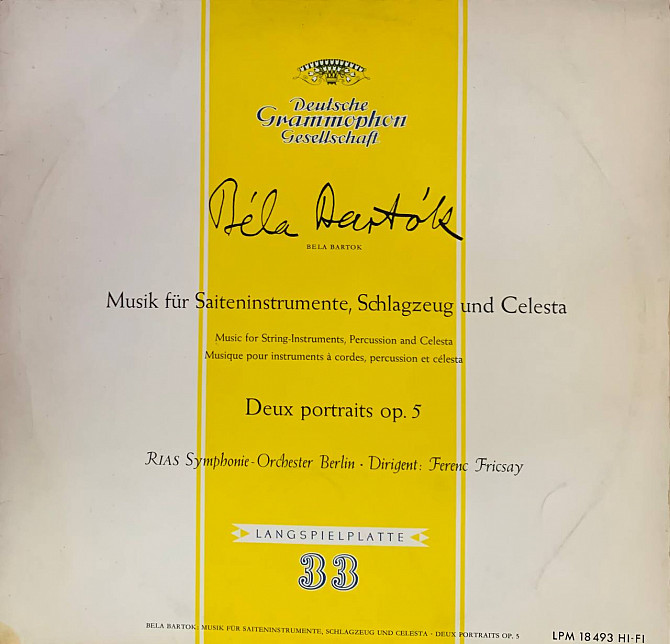 Deutsche
Grammophon
Gesellschaft
Béla Bartók
BELA BARTOK
Musik für Saiteninstrumente, Schlagzeug und Celesta
Music for String-Instruments, Percussion and Celesta
Musique pour instruments à cordes, percussion et célesta
Deux portraits op. 5
RIAS Symphonie-Orchester Berlin · Dirigent: Ferenc Fricsay
LANGSPIELPLATTE
33
BELA BARTOK: MUSIK FÜR SAITENINSTRUMENTE, SCHLAGZEUG UND CELESTA · DEUX PORTRAITS OP. 5
LPM 18493 HI-FI